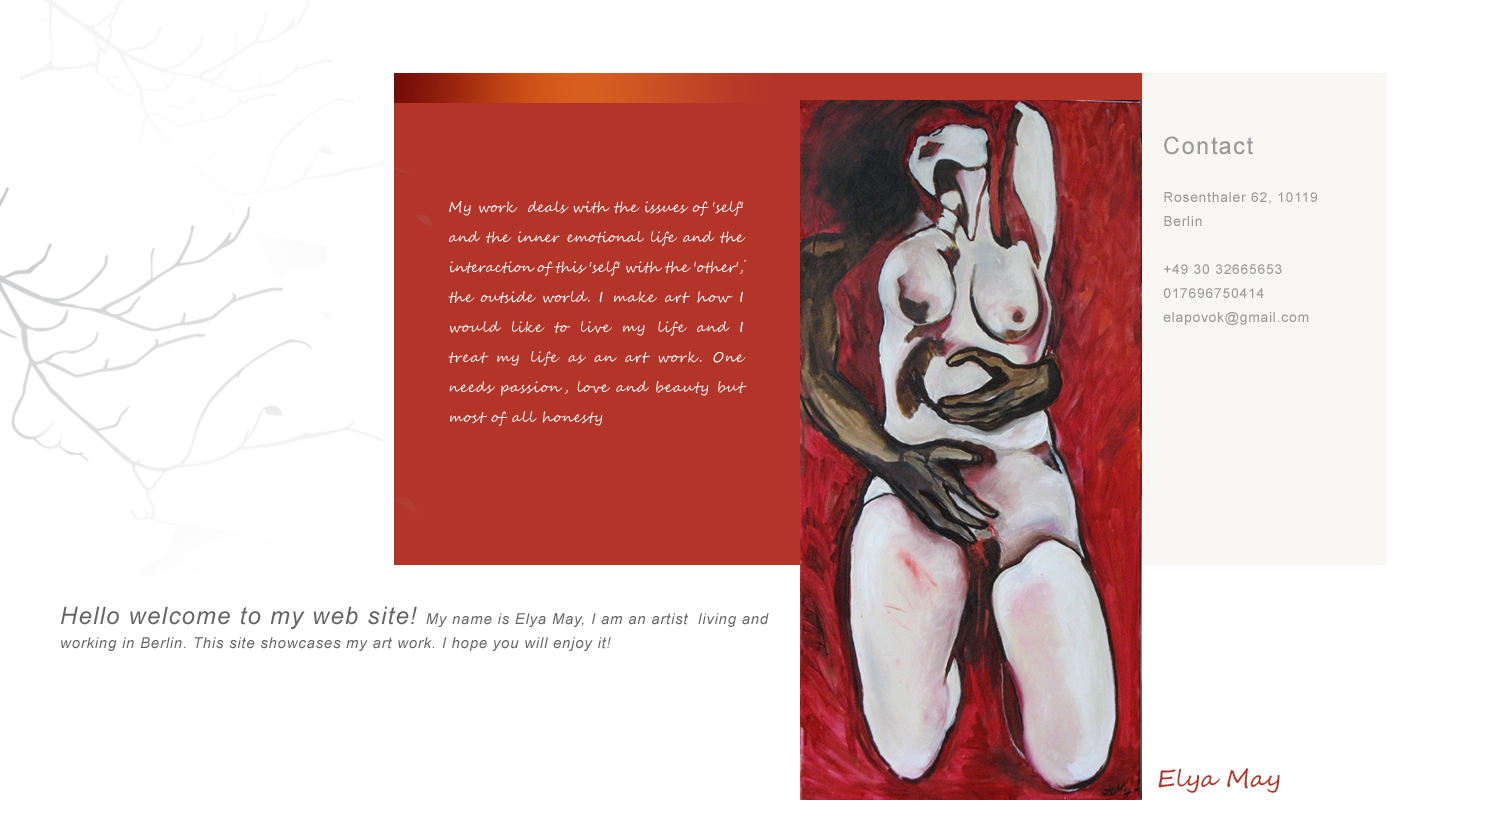 My work deals with the issues of 'self'
and the inner emotional life and the
interaction of this 'self' with the 'other',
the outside world. I make art how I
would like to live my life and I
treat my life as an art work. One
needs passion, love and beauty but
most of all honesty
Contact
Rosenthaler 62, 10119
Berlin
+49 30 32665653
017696750414
elapovok@gmail.com
Hello welcome to my web site! My name is Elya May, I am an artist living and
working in Berlin. This site showcases my art work. I hope you will enjoy it!
Elya May